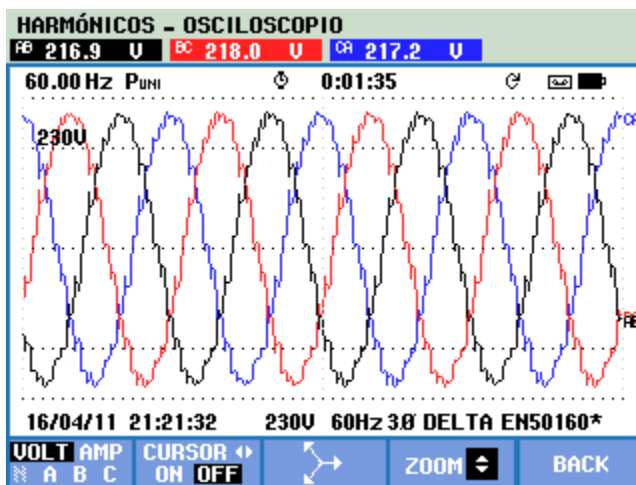 HARMÓNICOS - OSCILOSCOPIO
AB 216.9 V BC 218.0 V CA 217.2 V
60.00 Hz PUNI 0:01:35
230V
CA
AB
16/04/11 21:21:32 230V 60Hz 3Ø DELTA EN50160*
VOLT AMP CURSOR ZOOM BACK
N A B C ON OFF